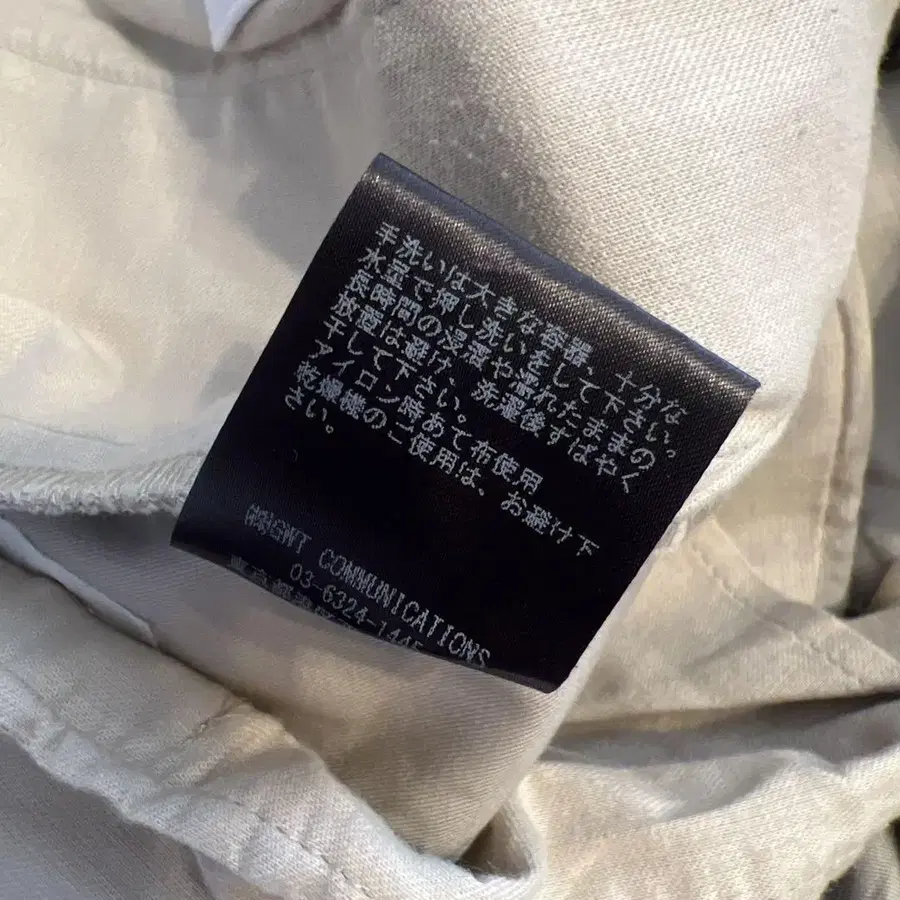 手洗いは大きな容器、十分な
水量で押し洗いをして下さい。
長時間の浸漬や濡れたままの
放置は避け、洗濯後すばやく
干して下さい。
アイロン時あて布使用
乾燥機のご使用は、お避け下
さい。
㈱BGWT COMMUNICATIONS
03-6324-1445